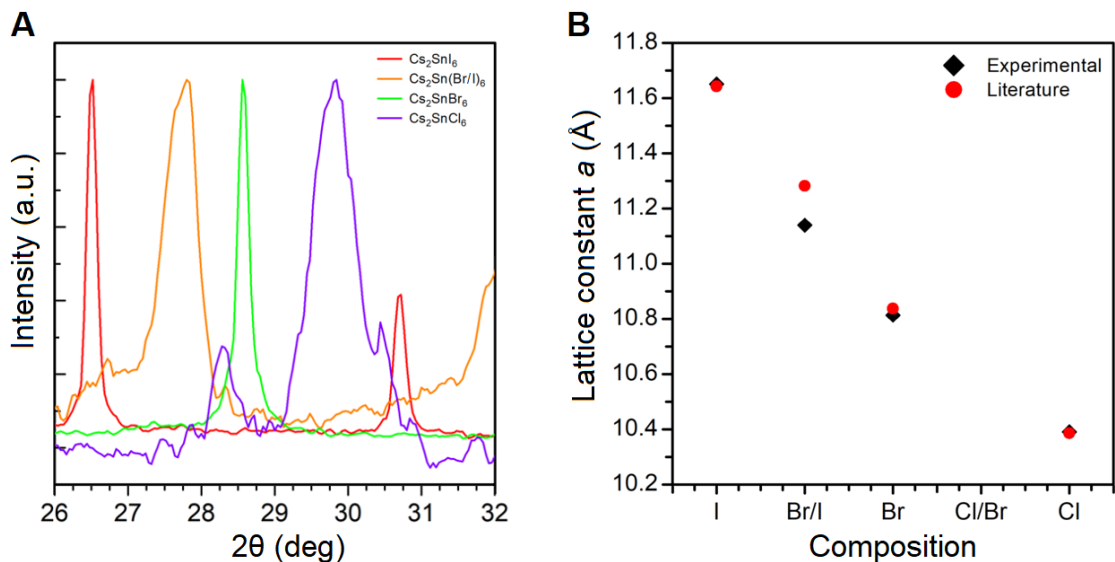 A
Intensity (a.u.)
Cs₂SnI₆
Cs₂Sn(Br/I)₆
Cs₂SnBr₆
Cs₂SnCl₆
26 27 28 29 30 31 32
2θ (deg)
B
Lattice constant a (Å)
11.8
11.6
11.4
11.2
11.0
10.8
10.6
10.4
10.2
Experimental
Literature
I Br/I Br Cl/Br Cl
Composition